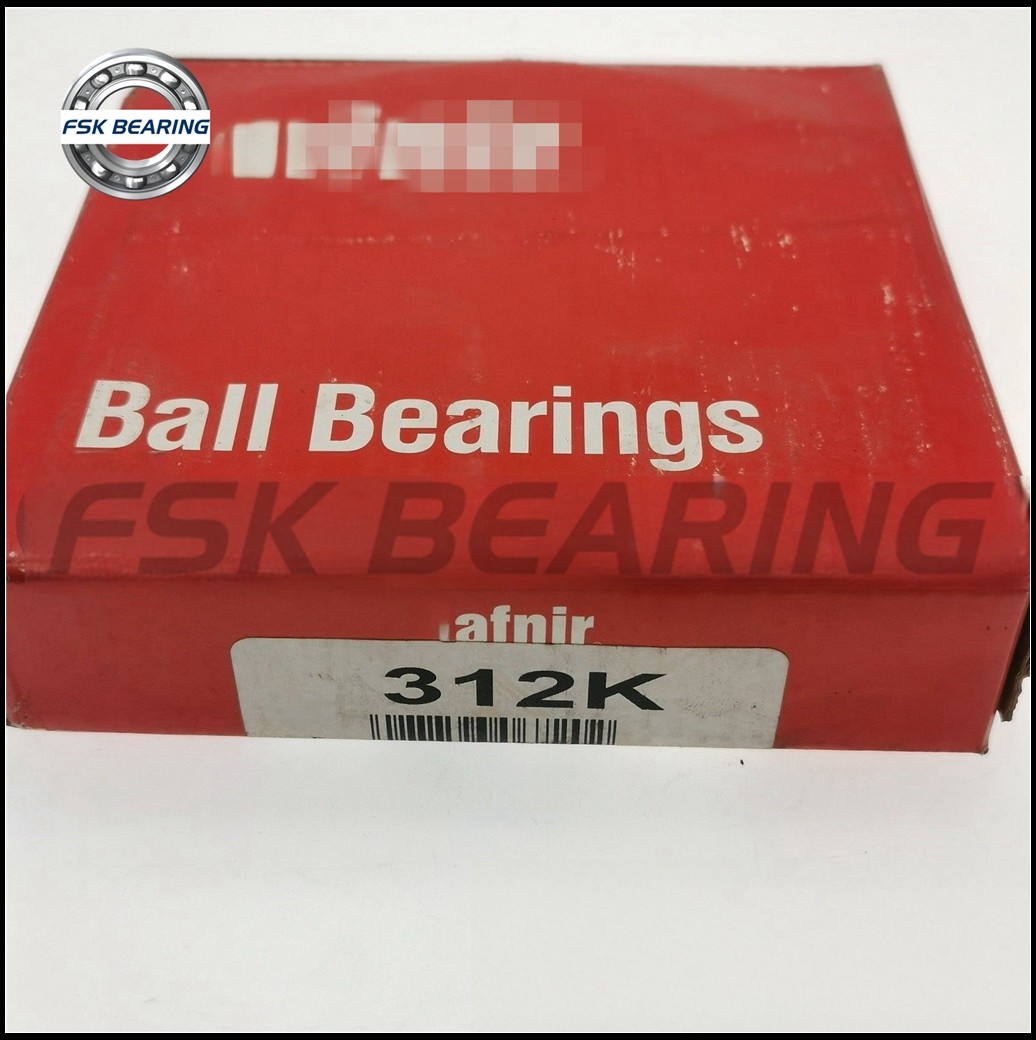 FSK BEARING
Ball Bearings
FSK BEARING
afnir
312K